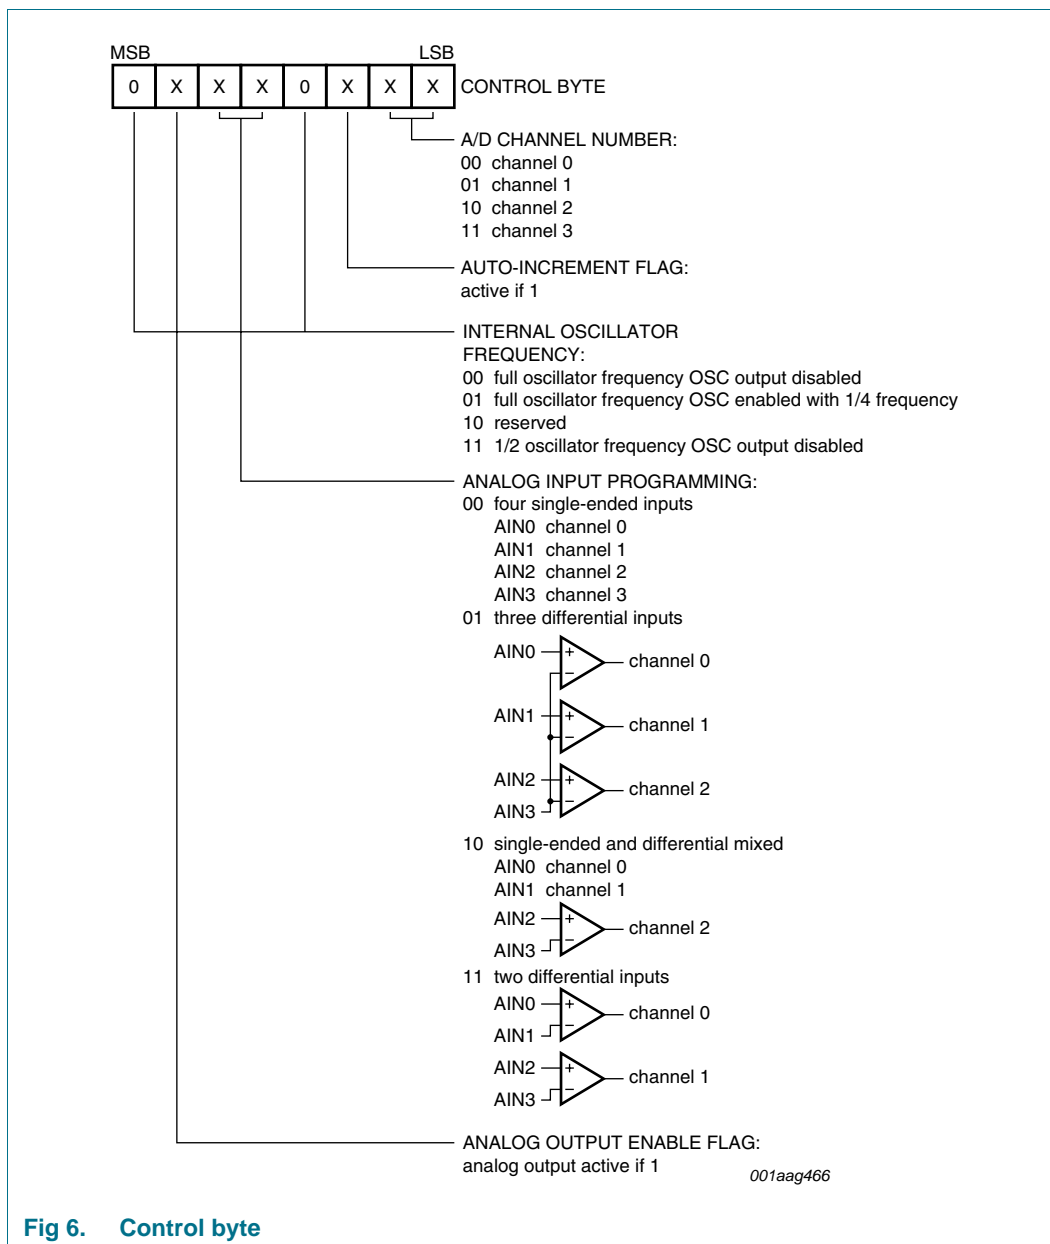 MSB LSB
0 X X X 0 X X X CONTROL BYTE
A/D CHANNEL NUMBER:
00 channel 0
01 channel 1
10 channel 2
11 channel 3
AUTO-INCREMENT FLAG:
active if 1
INTERNAL OSCILLATOR
FREQUENCY:
00 full oscillator frequency OSC output disabled
01 full oscillator frequency OSC enabled with 1/4 frequency
10 reserved
11 1/2 oscillator frequency OSC output disabled
ANALOG INPUT PROGRAMMING:
00 four single-ended inputs
AIN0 channel 0
AIN1 channel 1
AIN2 channel 2
AIN3 channel 3
01 three differential inputs
AIN0 + − channel 0
AIN1 + − channel 1
AIN2 + − channel 2
AIN3
10 single-ended and differential mixed
AIN0 channel 0
AIN1 channel 1
AIN2 + channel 2
AIN3 −
11 two differential inputs
AIN0 + channel 0
AIN1 −
AIN2 + channel 1
AIN3 −
ANALOG OUTPUT ENABLE FLAG:
analog output active if 1
001aag466
Fig 6. Control byte